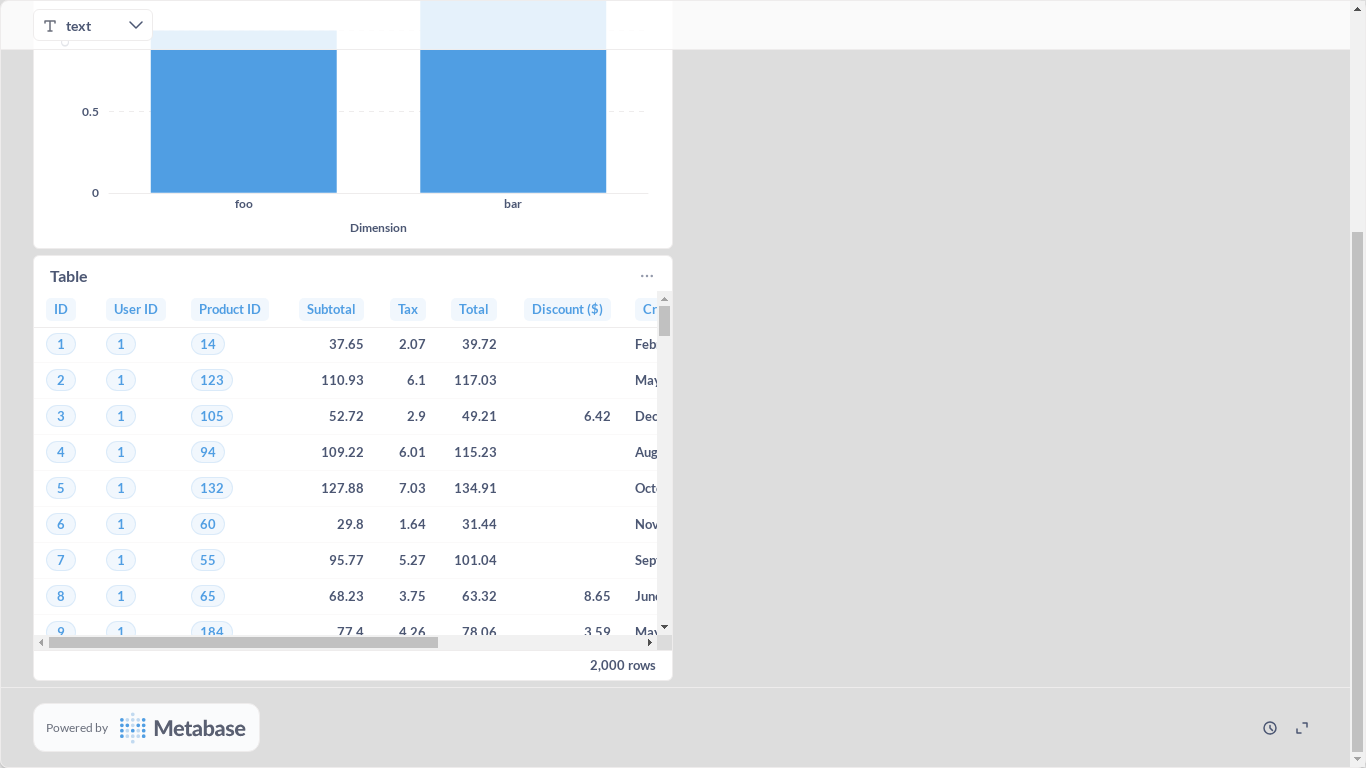 text
0.5
0
foo bar
Dimension
Table
ID User ID Product ID Subtotal Tax Total Discount ($) Cr
1 1 14 37.65 2.07 39.72 Feb
2 1 123 110.93 6.1 117.03 May
3 1 105 52.72 2.9 49.21 6.42 Dec
4 1 94 109.22 6.01 115.23 Aug
5 1 132 127.88 7.03 134.91 Octo
6 1 60 29.8 1.64 31.44 Nov
7 1 55 95.77 5.27 101.04 Sept
8 1 65 68.23 3.75 63.32 8.65 June
9 1 184 77.4 4.26 78.06 3.59 May
2,000 rows
Powered by Metabase